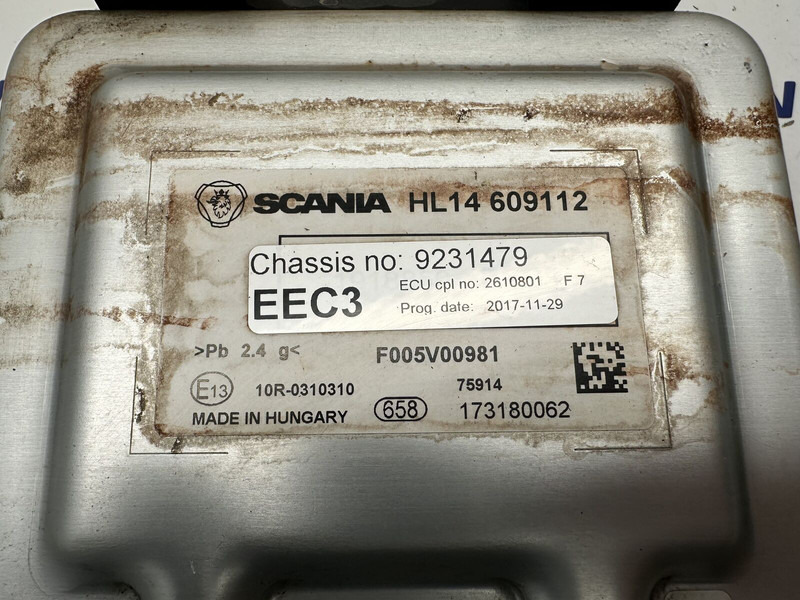 SCANIA HL14 609112
Chassis no: 9231479
ECU cpl no: 2610801 F 7
EEC3 Prog. date: 2017-11-29
>Pb 2.4 g< F005V00981
E13 10R-0310310 75914
MADE IN HUNGARY 658 173180062
N